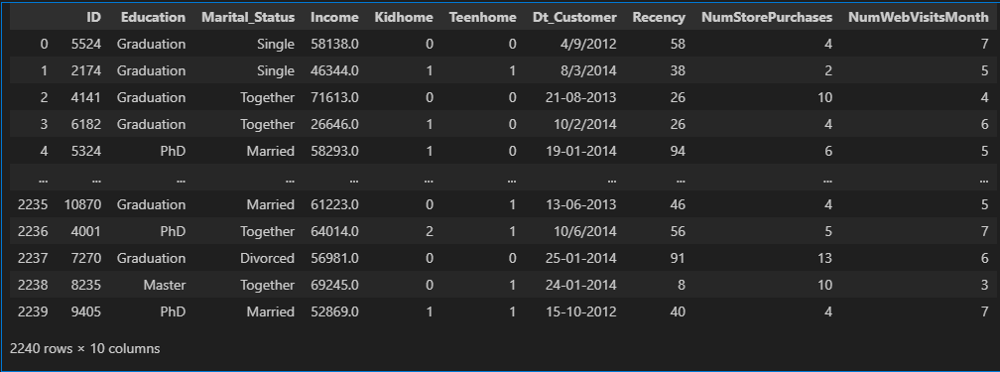 ID Education Marital_Status Income Kidhome Teenhome Dt_Customer Recency NumStorePurchases NumWebVisitsMonth
0 5524 Graduation Single 58138.0 0 0 4/9/2012 58 4 7
1 2174 Graduation Single 46344.0 1 1 8/3/2014 38 2 5
2 4141 Graduation Together 71613.0 0 0 21-08-2013 26 10 4
3 6182 Graduation Together 26646.0 1 0 10/2/2014 26 4 6
4 5324 PhD Married 58293.0 1 0 19-01-2014 94 6 5
... ... ... ... ... ... ... ... ... ... ...
2235 10870 Graduation Married 61223.0 0 1 13-06-2013 46 4 5
2236 4001 PhD Together 64014.0 2 1 10/6/2014 56 5 7
2237 7270 Graduation Divorced 56981.0 0 0 25-01-2014 91 13 6
2238 8235 Master Together 69245.0 0 1 24-01-2014 8 10 3
2239 9405 PhD Married 52869.0 1 1 15-10-2012 40 4 7
2240 rows × 10 columns